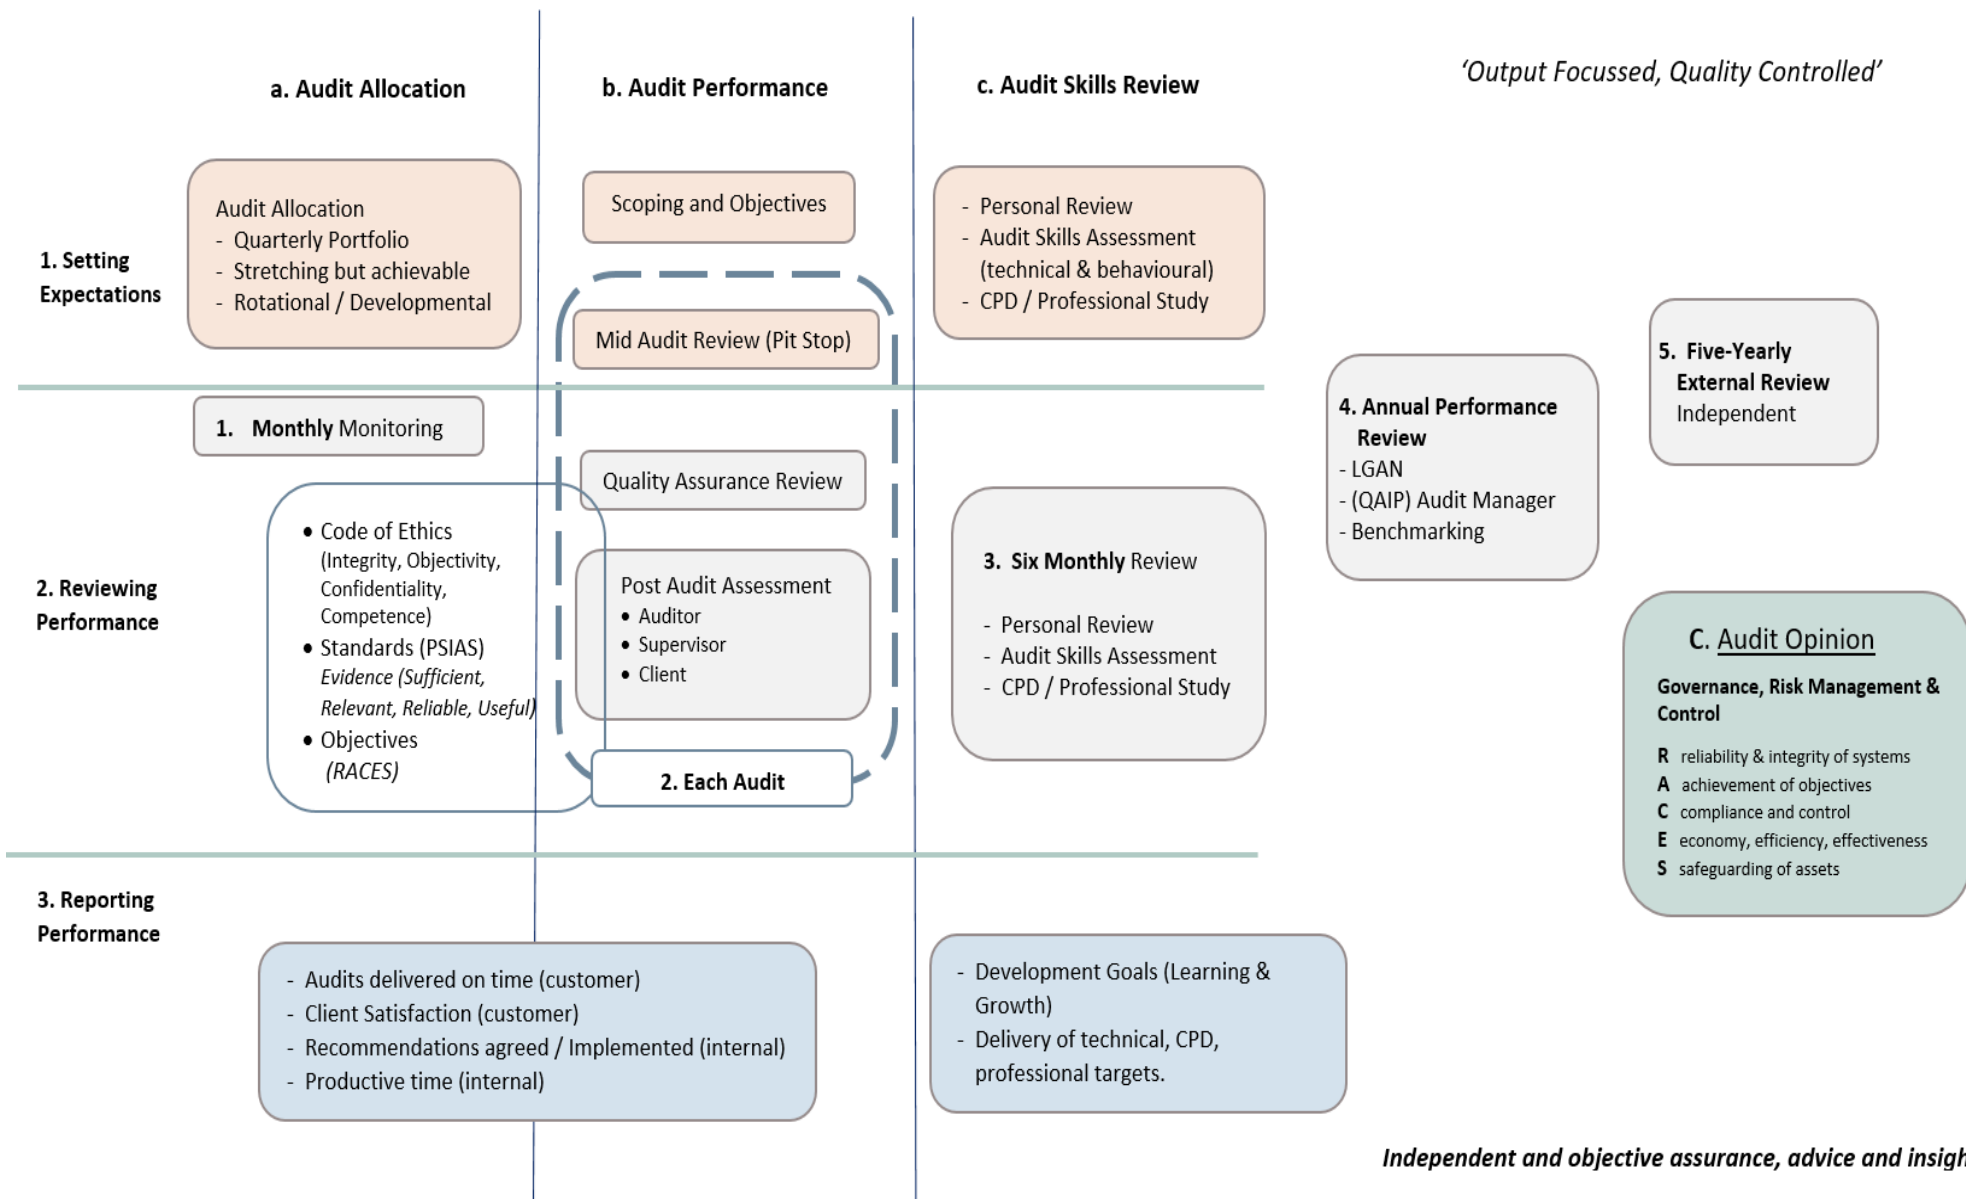 a. Audit Allocation
b. Audit Performance
c. Audit Skills Review
‘Output Focussed, Quality Controlled’
1. Setting
Expectations
Audit Allocation
- Quarterly Portfolio
- Stretching but achievable
- Rotational / Developmental
Scoping and Objectives
Mid Audit Review (Pit Stop)
- Personal Review
- Audit Skills Assessment
(technical & behavioural)
- CPD / Professional Study
2. Reviewing
Performance
1. Monthly Monitoring
• Code of Ethics
(Integrity, Objectivity,
Confidentiality,
Competence)
• Standards (PSIAS)
Evidence (Sufficient,
Relevant, Reliable, Useful)
• Objectives
(RACES)
Quality Assurance Review
Post Audit Assessment
• Auditor
• Supervisor
• Client
2. Each Audit
3. Six Monthly Review
- Personal Review
- Audit Skills Assessment
- CPD / Professional Study
4. Annual Performance
Review
- LGAN
- (QAIP) Audit Manager
- Benchmarking
5. Five-Yearly
External Review
Independent
C. Audit Opinion
Governance, Risk Management &
Control
R reliability & integrity of systems
A achievement of objectives
C compliance and control
E economy, efficiency, effectiveness
S safeguarding of assets
3. Reporting
Performance
- Audits delivered on time (customer)
- Client Satisfaction (customer)
- Recommendations agreed / Implemented (internal)
- Productive time (internal)
- Development Goals (Learning &
Growth)
- Delivery of technical, CPD,
professional targets.
Independent and objective assurance, advice and insigh